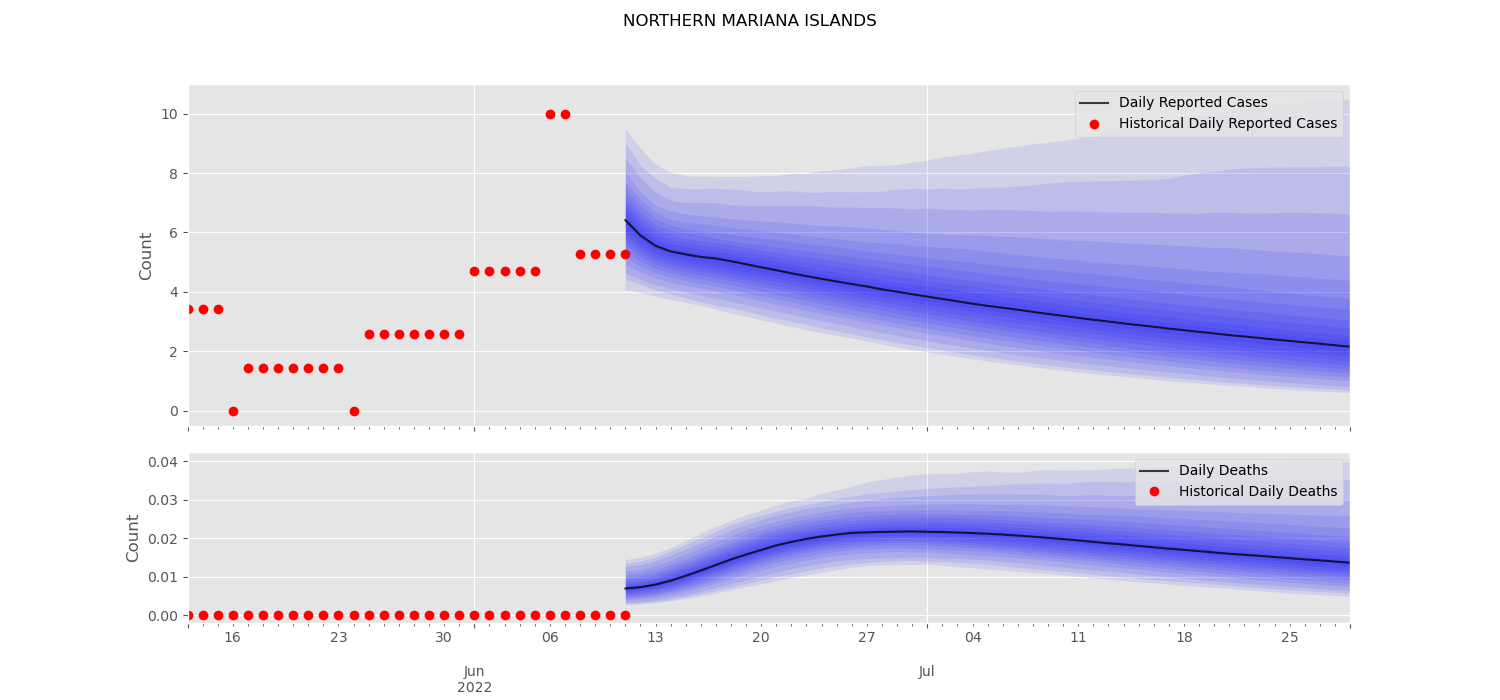 NORTHERN MARIANA ISLANDS
Count
10
8
6
4
2
0
Daily Reported Cases
Historical Daily Reported Cases
Count
0.04
0.03
0.02
0.01
0.00
Daily Deaths
Historical Daily Deaths
16 23 30 06 13 20 27 04 11 18 25
Jun Jul
2022